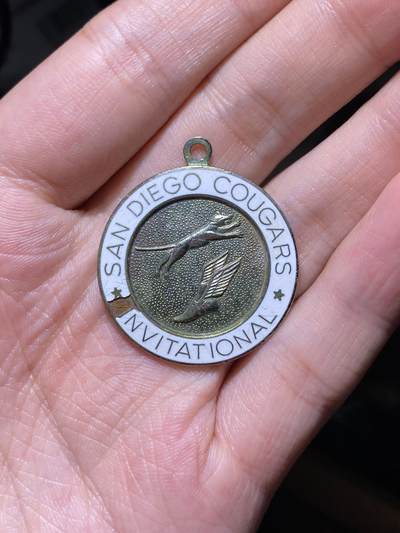 SAN DIEGO COUGARS
INVITATIONAL